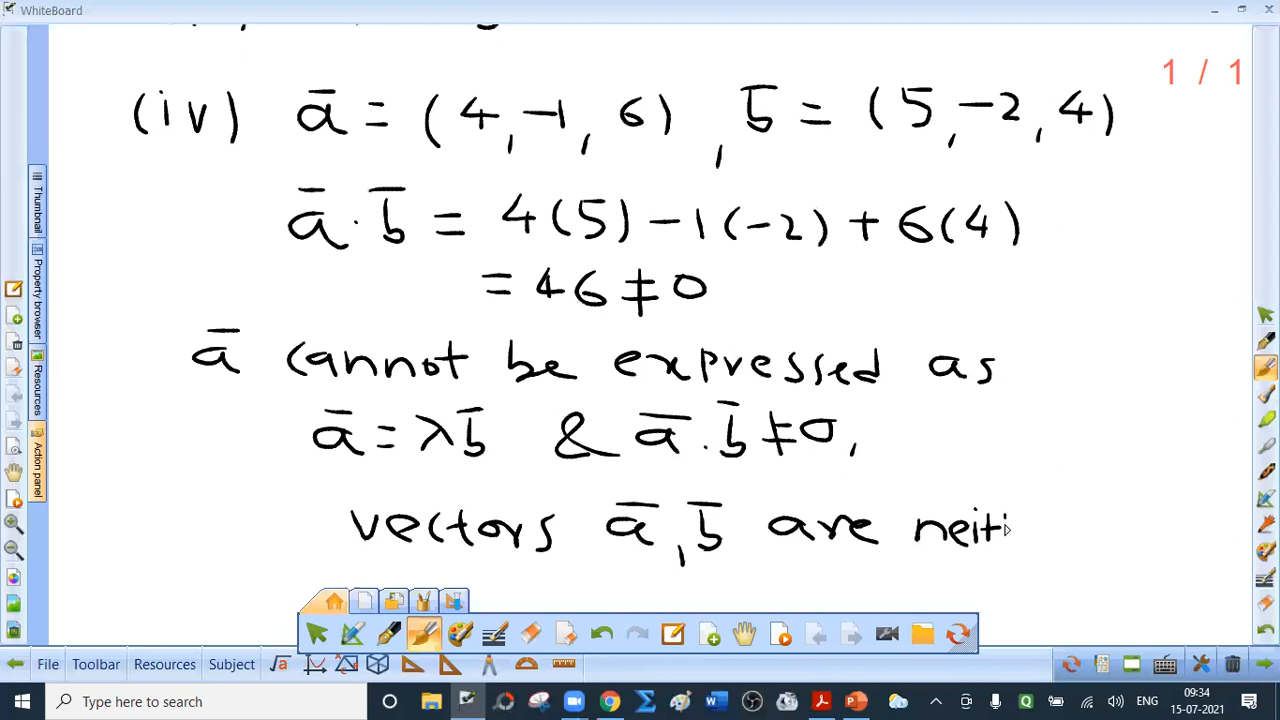 WhiteBoard
1 / 1
(iv) a̅ = (4, -1, 6), b̅ = (5, -2, 4)
a̅ . b̅ = 4(5) - 1(-2) + 6(4)
= 46 ≠ 0
a̅ cannot be expressed as
a̅ = λb̅ & a̅ . b̅ ≠ 0,
vectors a̅, b̅ are neit
Thumbnail
Property browser
Resources
Action panel
File Toolbar Resources Subject
Type here to search
ENG
09:34
15-07-2021